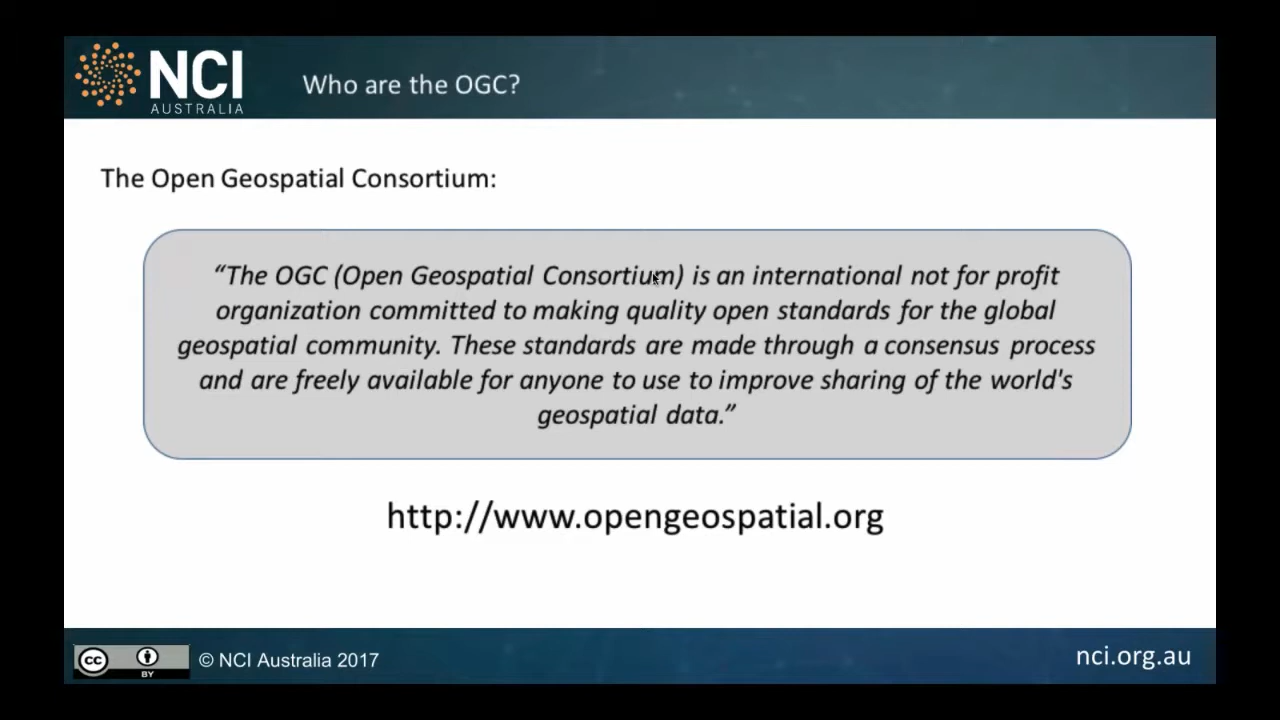 NCI
AUSTRALIA
Who are the OGC?
The Open Geospatial Consortium:
“The OGC (Open Geospatial Consortium) is an international not for profit
organization committed to making quality open standards for the global
geospatial community. These standards are made through a consensus process
and are freely available for anyone to use to improve sharing of the world's
geospatial data.”
http://www.opengeospatial.org
cc
BY
© NCI Australia 2017
nci.org.au